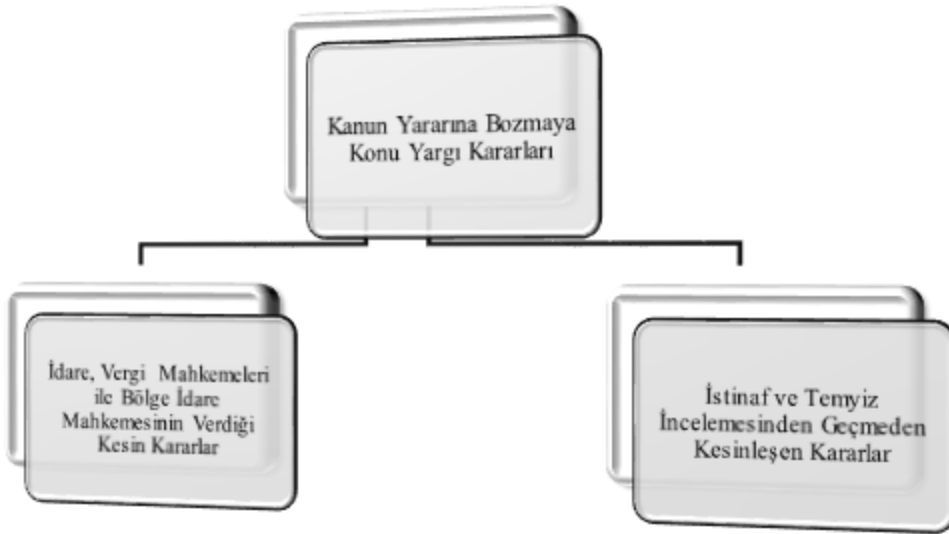 Kanun Yararına Bozmaya
Konu Yargı Kararları
İdare, Vergi Mahkemeleri
ile Bölge İdare
Mahkemesinin Verdiği
Kesin Kararlar
İstinaf ve Temyiz
İncelemesinden Geçmeden
Kesinleşen Kararlar